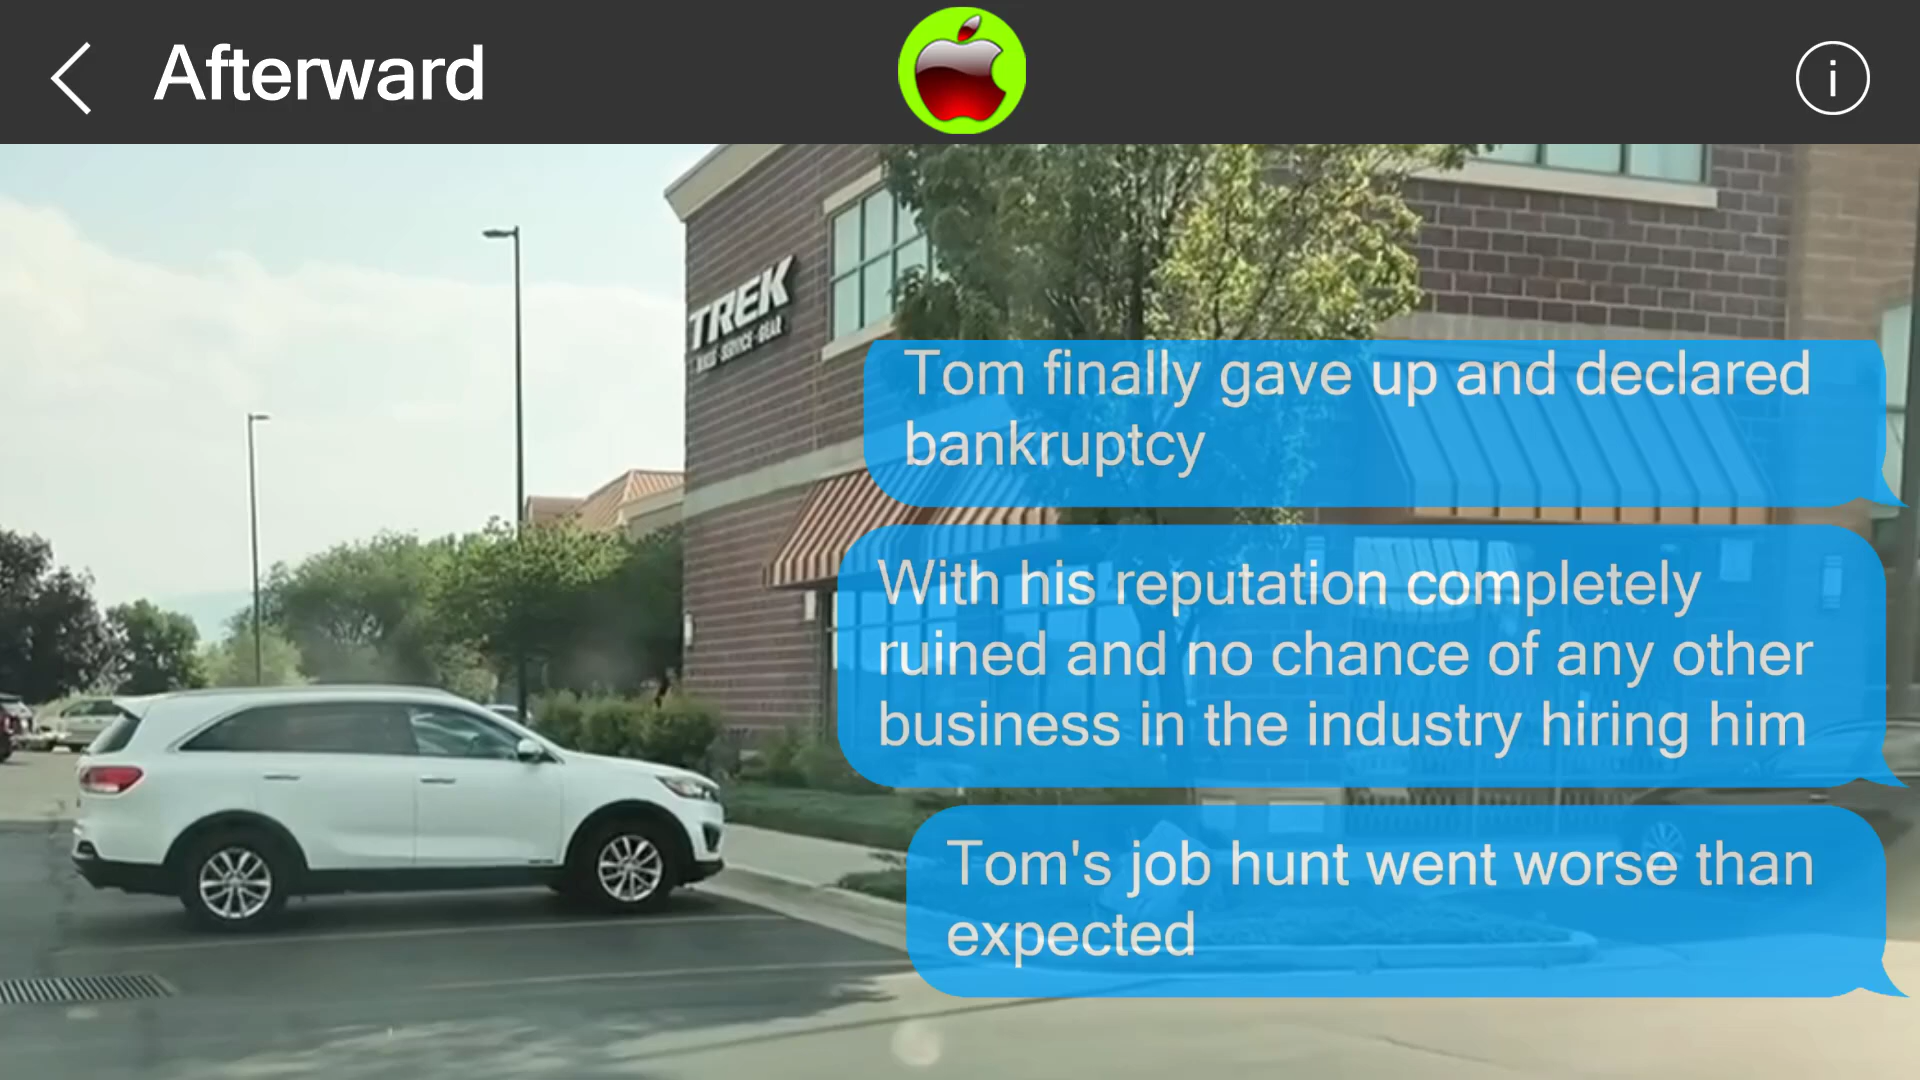 Afterward
TREK
Tom finally gave up and declared
bankruptcy
With his reputation completely
ruined and no chance of any other
business in the industry hiring him
Tom's job hunt went worse than
expected